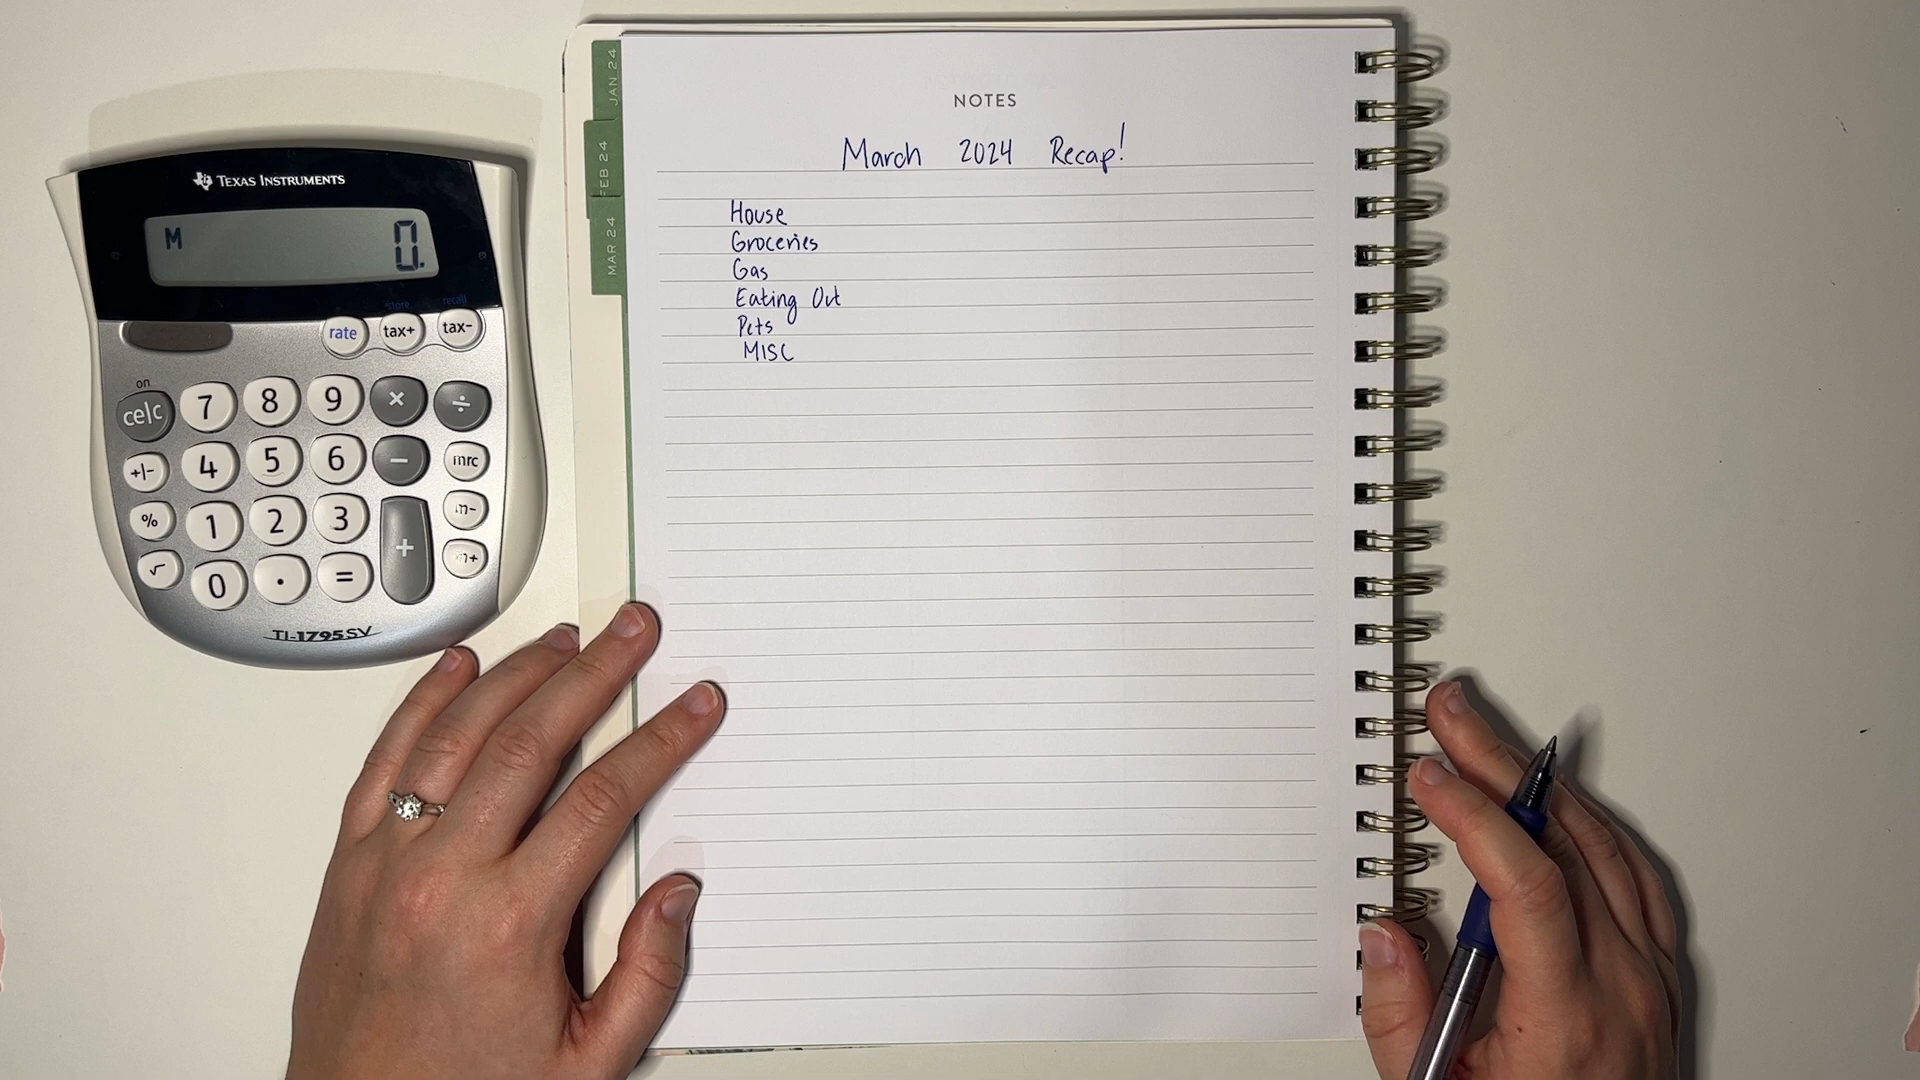 JAN 24
FEB 24
MAR 24
NOTES
March 2024 Recap!
House
Groceries
Gas
Eating Out
Pets
MISC
TEXAS INSTRUMENTS
M 0.
store recall
rate tax+ tax-
on
ce|c 7 8 9 × ÷
+|- 4 5 6 − mrc
% 1 2 3 + m-
√ 0 . = m+
TI-1795 SV